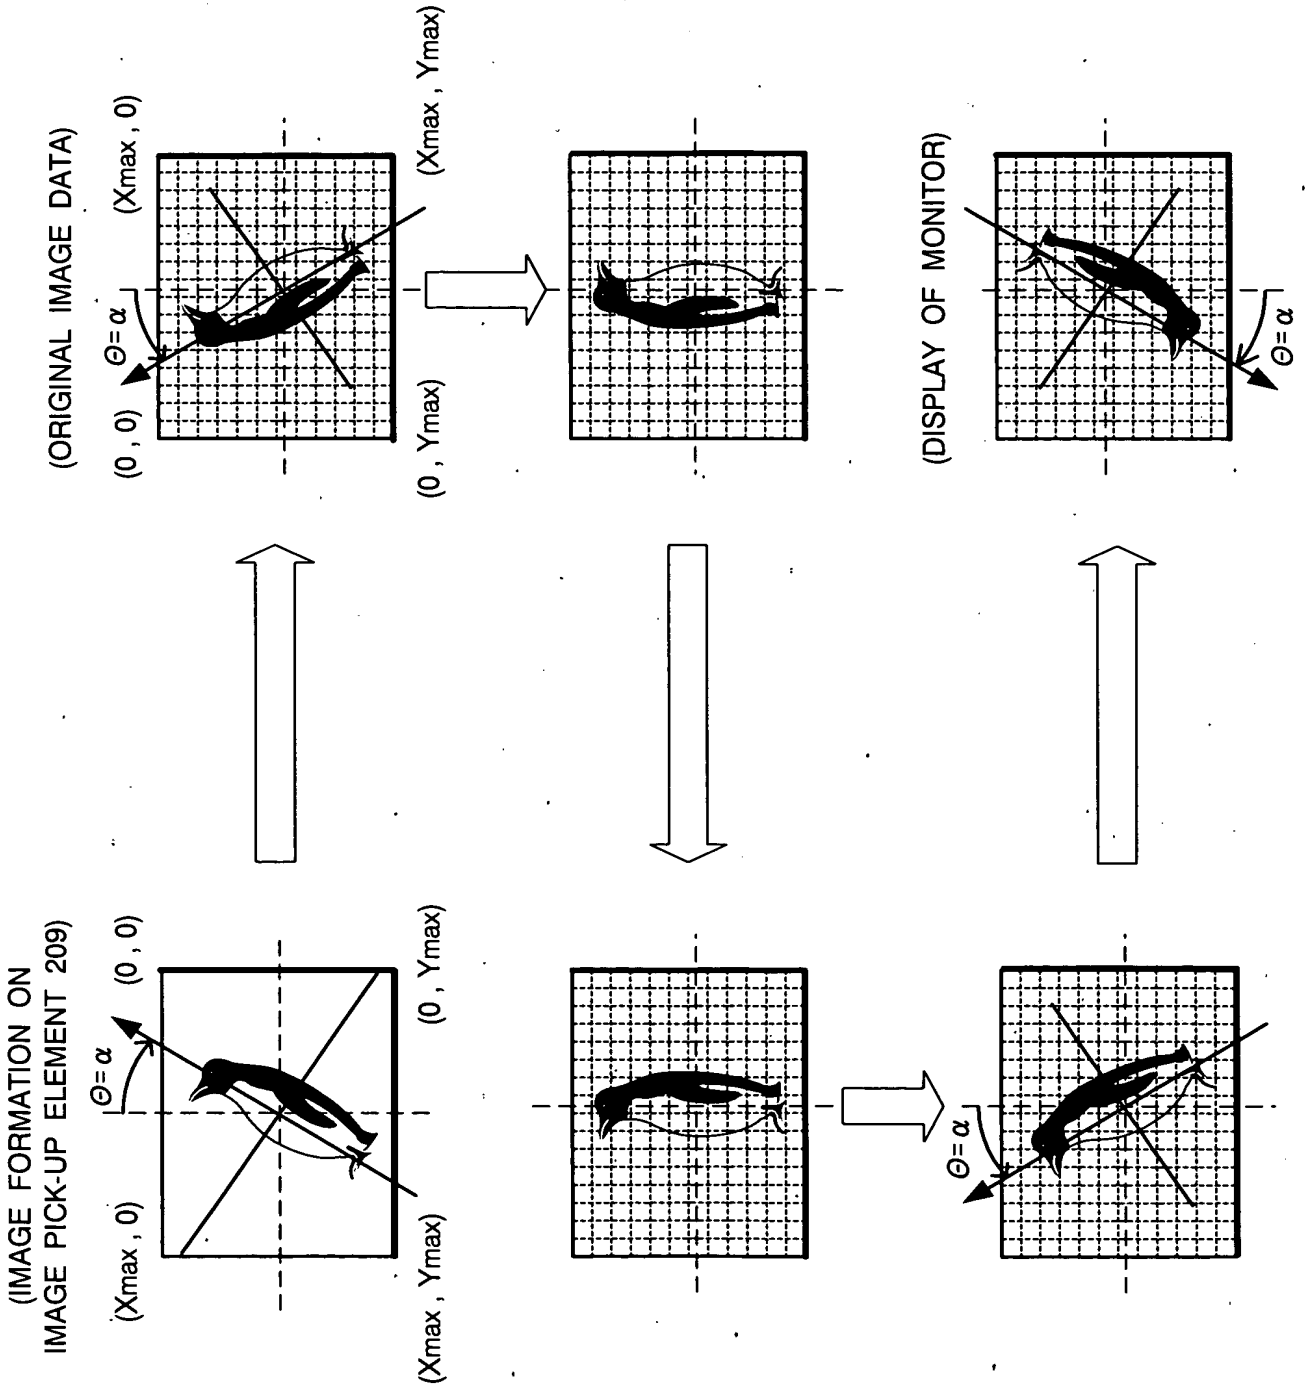 (IMAGE FORMATION ON
IMAGE PICK-UP ELEMENT 209)
(Xmax , 0)
Θ= α
(0 , 0)
(Xmax , Ymax)
(0 , Ymax)
(ORIGINAL IMAGE DATA)
(0 , 0)
Θ= α
(Xmax , 0)
(0 , Ymax)
(Xmax , Ymax)
Θ= α
(DISPLAY OF MONITOR)
Θ= α